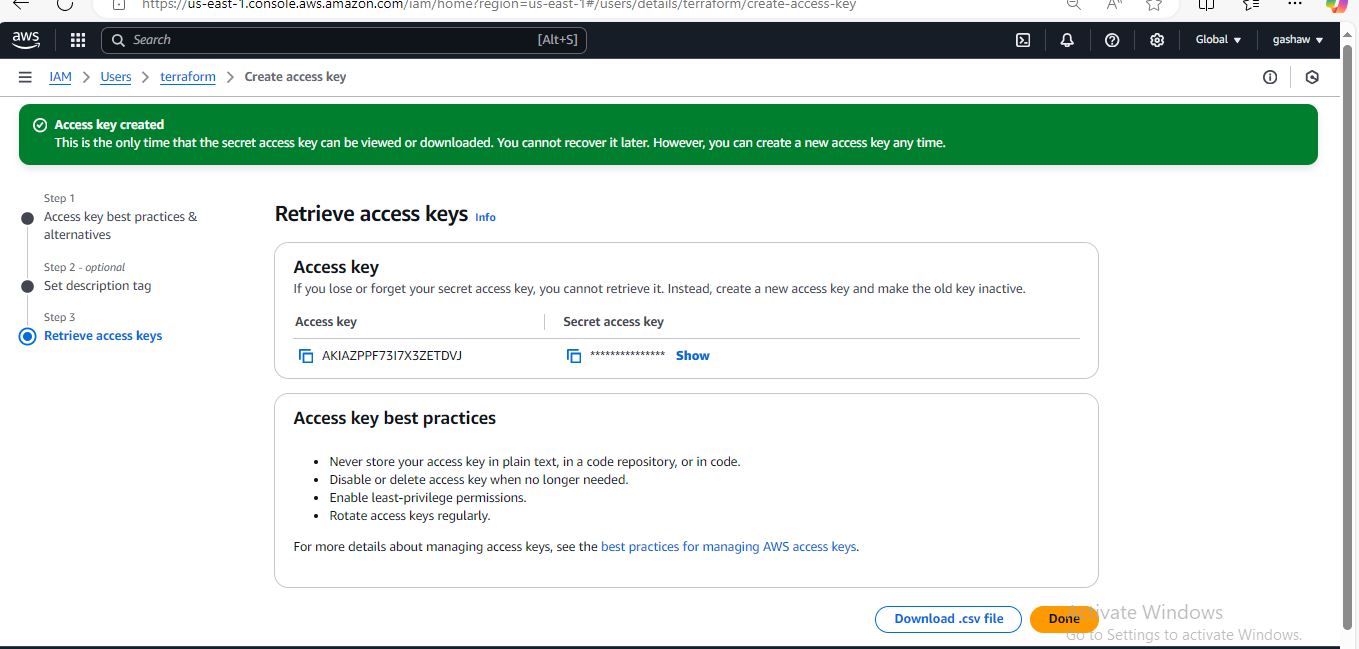 https://us-east-1.console.aws.amazon.com/iam/home?region=us-east-1#/users/details/terraform/create-access-key
aws
Search
[Alt+S]
Global
gashaw
IAM
Users
terraform
Create access key
Access key created
This is the only time that the secret access key can be viewed or downloaded. You cannot recover it later. However, you can create a new access key any time.
Step 1
Access key best practices &
alternatives
Step 2 - optional
Set description tag
Step 3
Retrieve access keys
Retrieve access keys Info
Access key
If you lose or forget your secret access key, you cannot retrieve it. Instead, create a new access key and make the old key inactive.
Access key
Secret access key
AKIAZPPF73I7X3ZETDVJ
*************** Show
Access key best practices
• Never store your access key in plain text, in a code repository, or in code.
• Disable or delete access key when no longer needed.
• Enable least-privilege permissions.
• Rotate access keys regularly.
For more details about managing access keys, see the best practices for managing AWS access keys.
Download .csv file
Done
Activate Windows
Go to Settings to activate Windows.